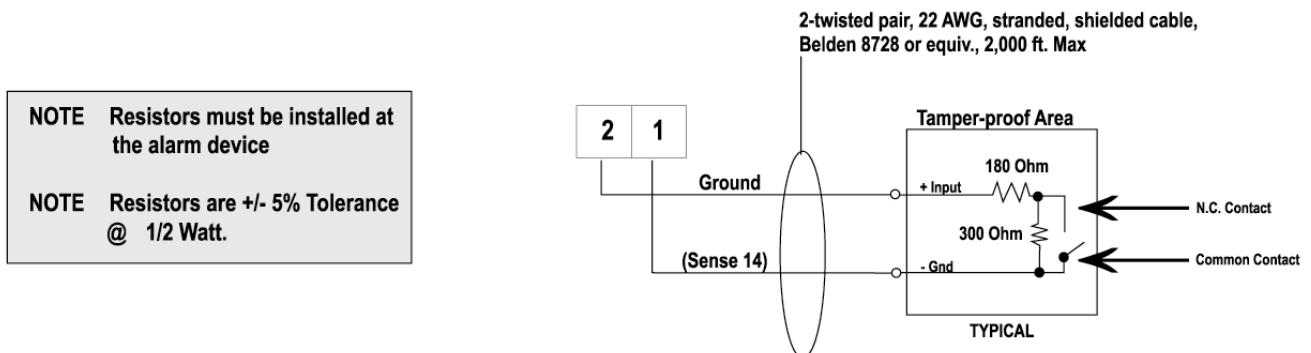 2-twisted pair, 22 AWG, stranded, shielded cable,
Belden 8728 or equiv., 2,000 ft. Max
NOTE Resistors must be installed at
the alarm device
NOTE Resistors are +/- 5% Tolerance
@ 1/2 Watt.
2 1
Tamper-proof Area
180 Ohm
Ground
+ Input
N.C. Contact
300 Ohm
(Sense 14)
- Gnd
Common Contact
TYPICAL